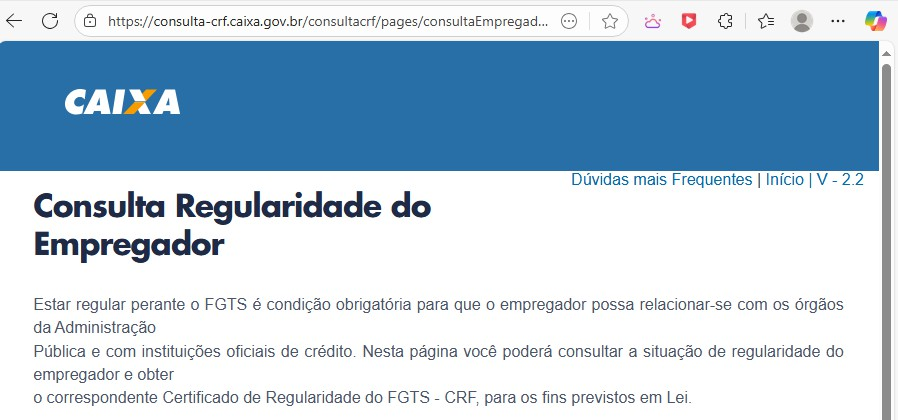 https://consulta-crf.caixa.gov.br/consultacrf/pages/consultaEmpregad...
CAIXA
Dúvidas mais Frequentes | Início | V - 2.2
Consulta Regularidade do
Empregador
Estar regular perante o FGTS é condição obrigatória para que o empregador possa relacionar-se com os órgãos
da Administração
Pública e com instituições oficiais de crédito. Nesta página você poderá consultar a situação de regularidade do
empregador e obter
o correspondente Certificado de Regularidade do FGTS - CRF, para os fins previstos em Lei.